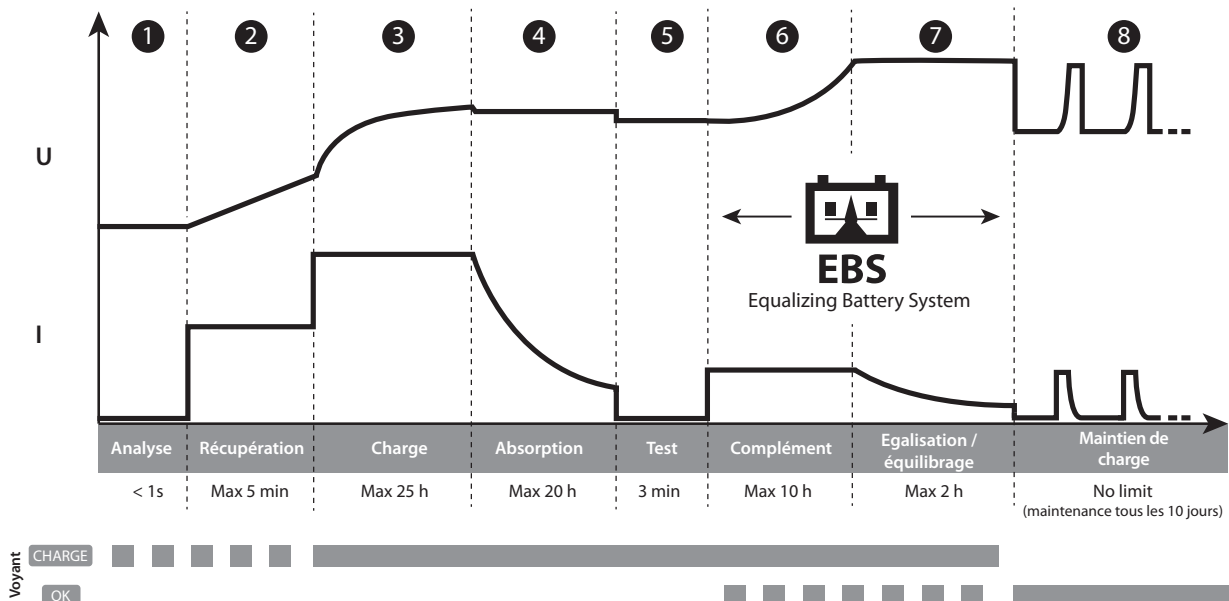 1 2 3 4 5 6 7 8
U
EBS
Equalizing Battery System
I
Analyse Récupération Charge Absorption Test Complément Egalisation / Maintien de
équilibrage charge
< 1s Max 5 min Max 25 h Max 20 h 3 min Max 10 h Max 2 h No limit
(maintenance tous les 10 jours)
Voyant
CHARGE
OK